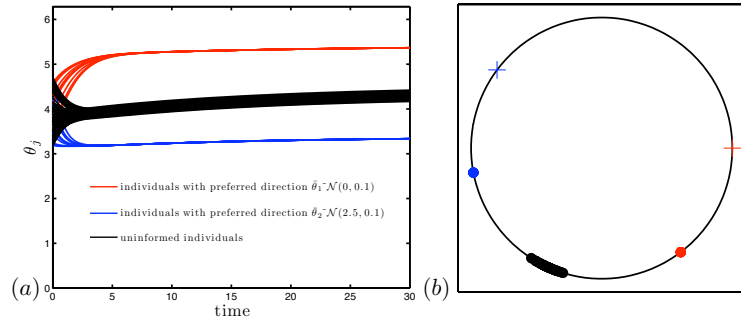 6
5
4
3
2
1
0
θ_j
individuals with preferred direction θ̄₁~N(0, 0.1)
individuals with preferred direction θ̄₂~N(2.5, 0.1)
uninformed individuals
0 5 10 15 20 25 30
time
(a)
(b)